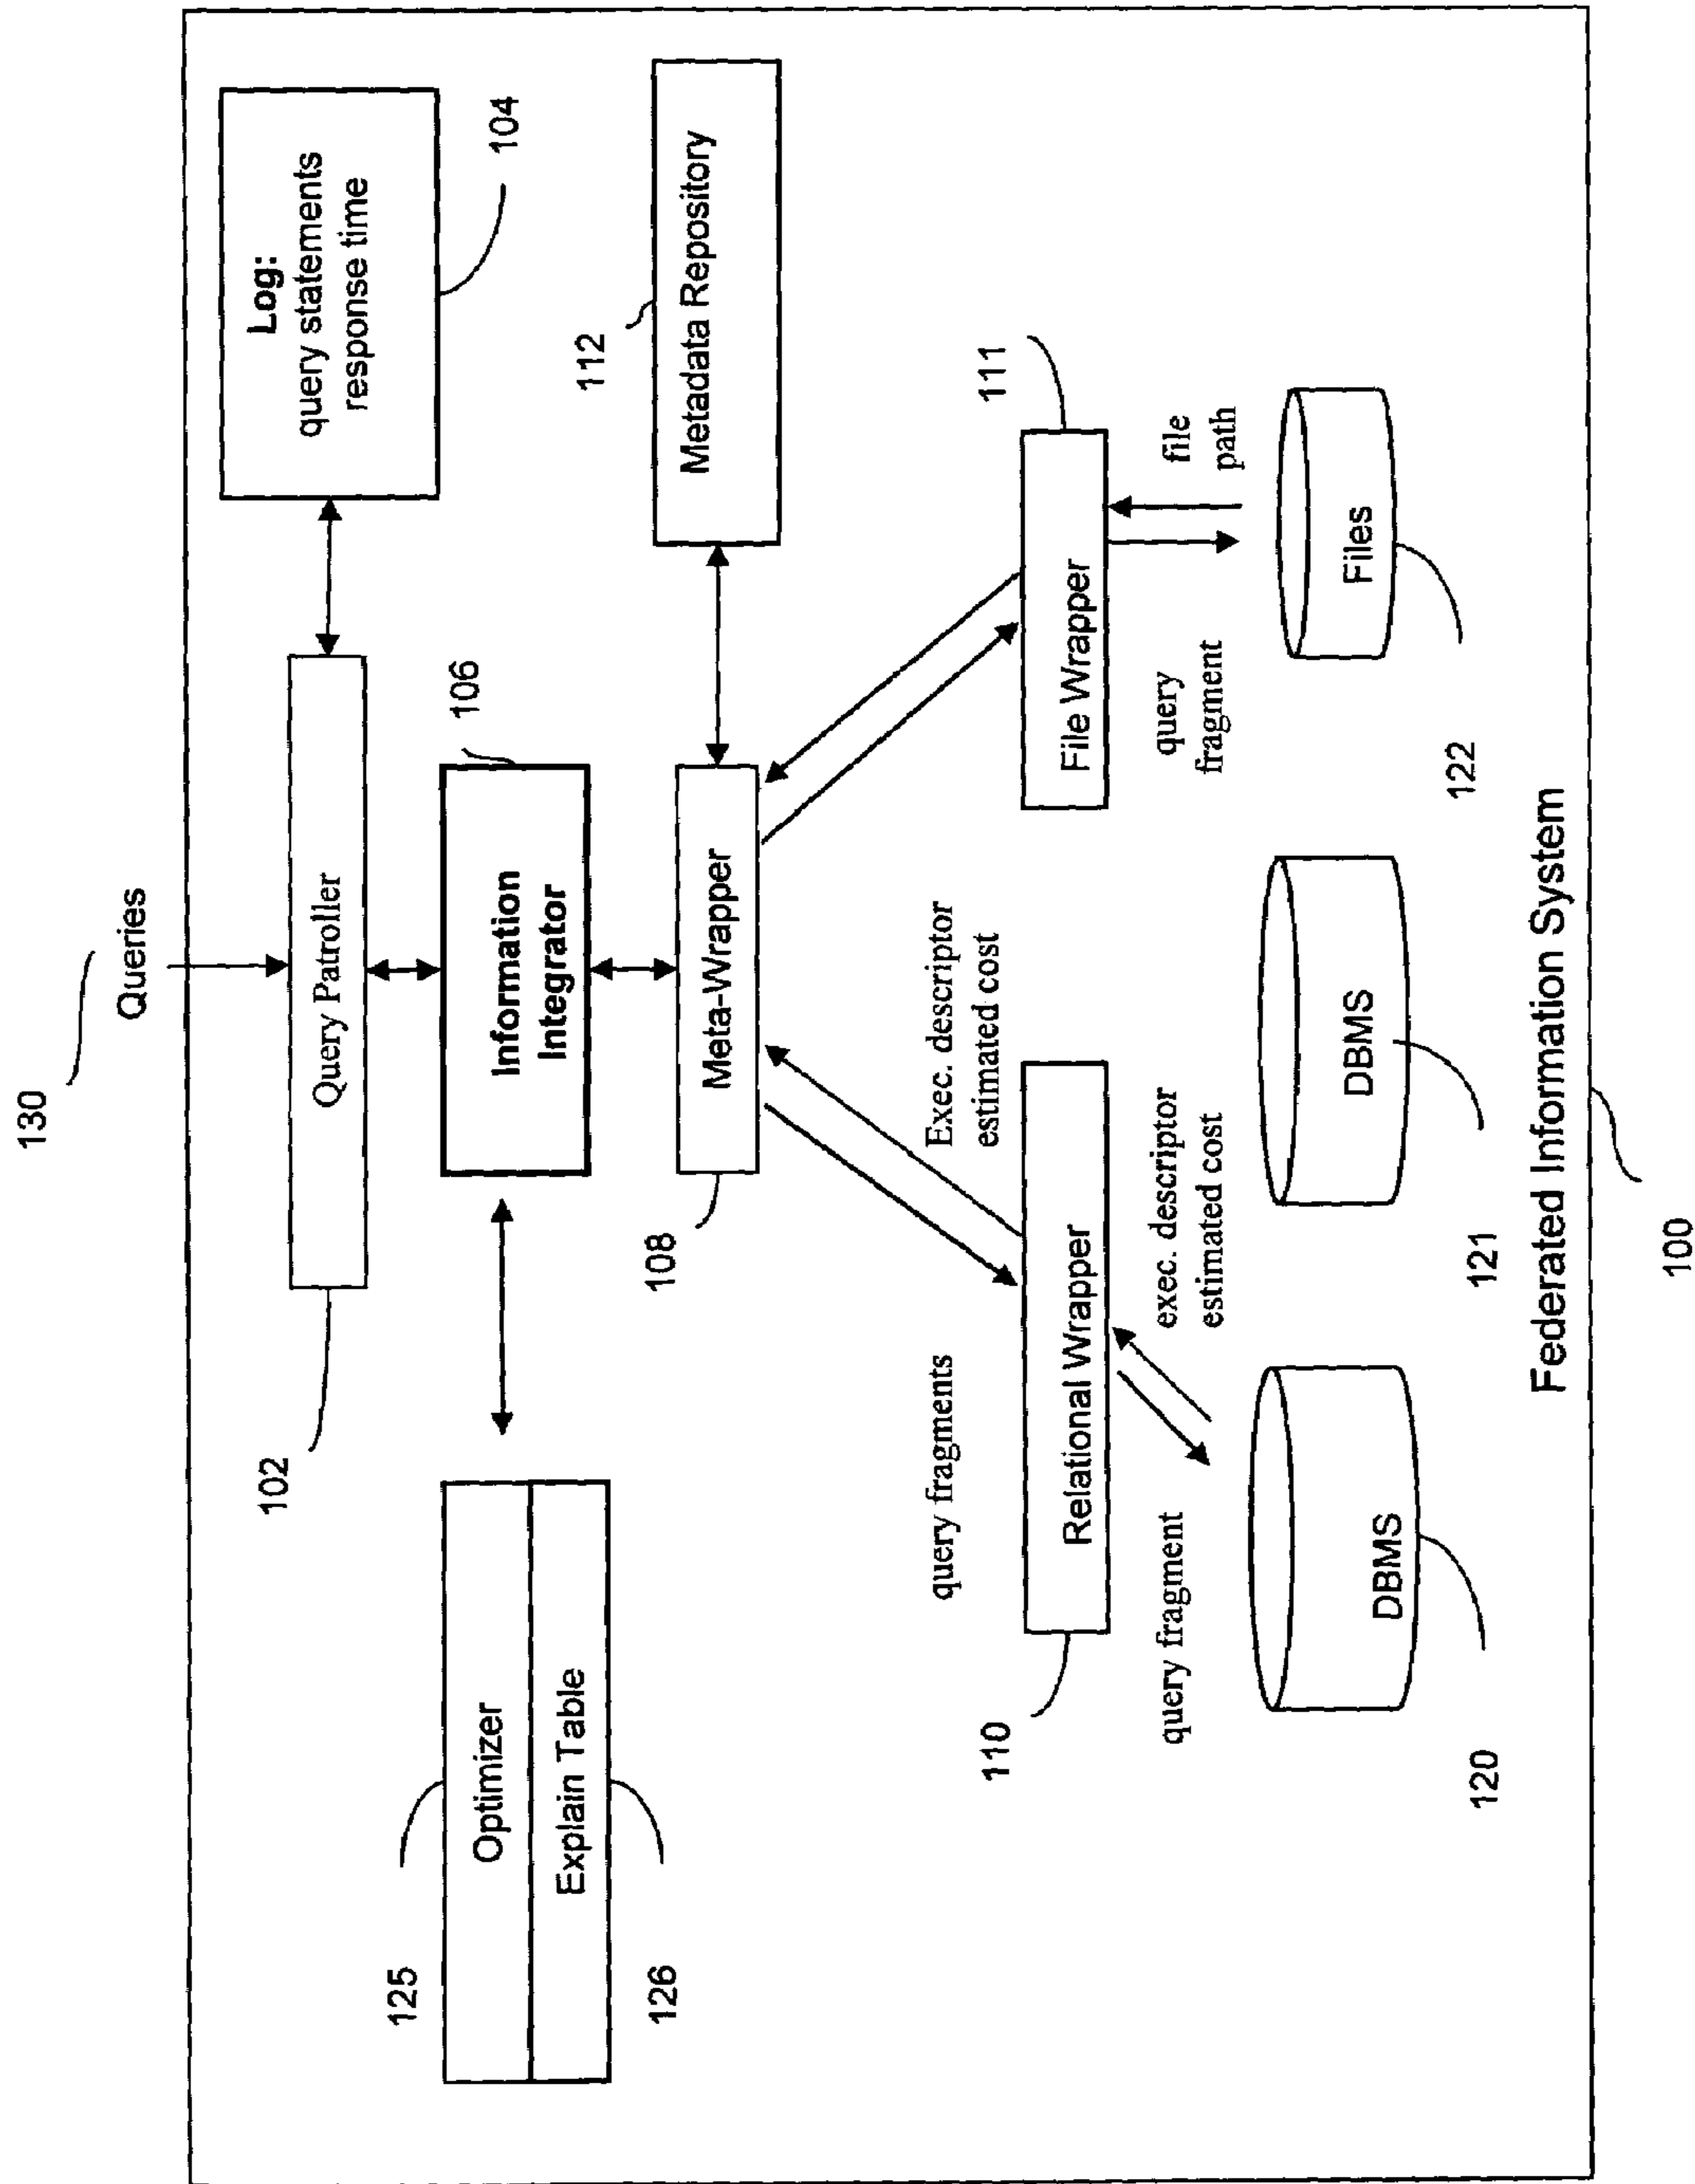 130
Queries
102
Query Patroller
Log:
query statements
response time
104
125
Optimizer
Explain Table
126
Information
Integrator
106
108
Meta-Wrapper
112
Metadata Repository
query fragments
Exec. descriptor
estimated cost
110
Relational Wrapper
File Wrapper
111
query fragment
exec. descriptor
estimated cost
query
fragment
file
path
DBMS
DBMS
Files
120
121
122
Federated Information System
100